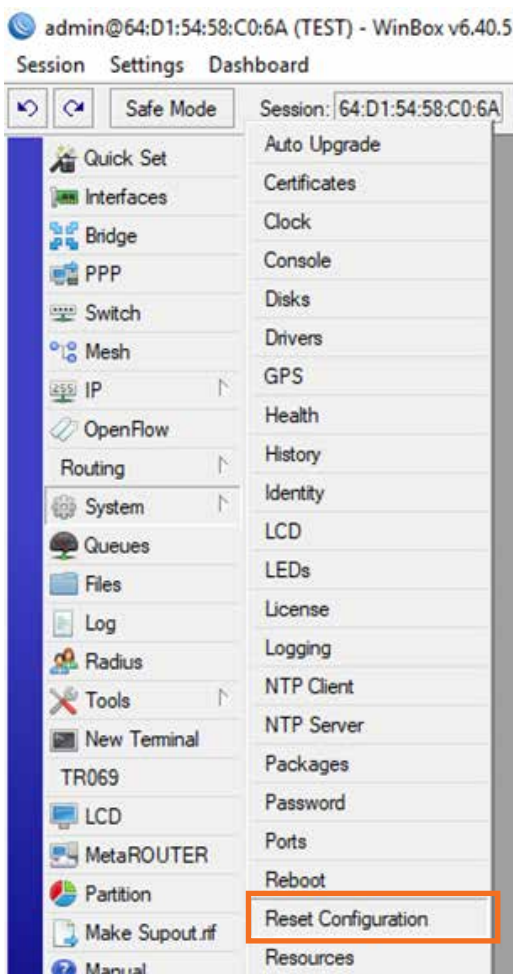 admin@64:D1:54:58:C0:6A (TEST) - WinBox v6.40.5
Session Settings Dashboard
Safe Mode Session: 64:D1:54:58:C0:6A
Quick Set
Interfaces
Bridge
PPP
Switch
Mesh
255 IP
OpenFlow
Routing
System
Queues
Files
Log
Radius
Tools
New Terminal
TR069
LCD
MetaROUTER
Partition
Make Supout.rif
Manual
Auto Upgrade
Certificates
Clock
Console
Disks
Drivers
GPS
Health
History
Identity
LCD
LEDs
License
Logging
NTP Client
NTP Server
Packages
Password
Ports
Reboot
Reset Configuration
Resources